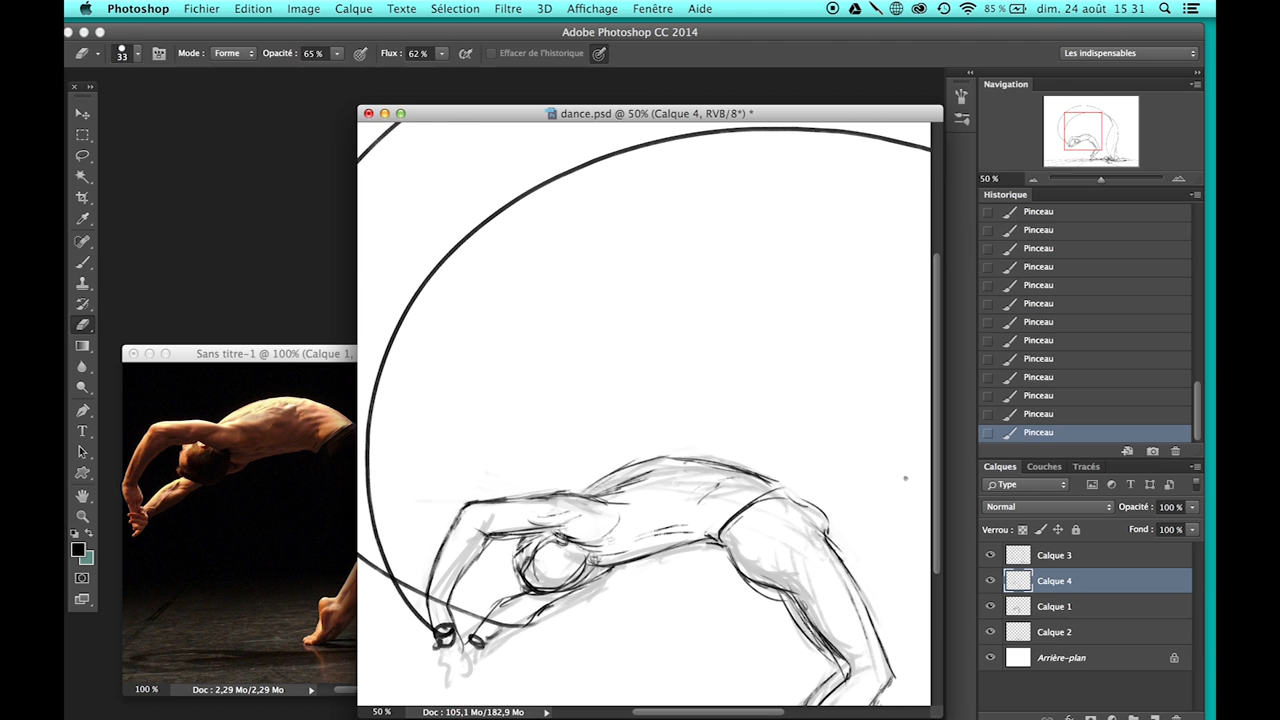 Photoshop Fichier Edition Image Calque Texte Sélection Filtre 3D Affichage Fenêtre Aide 85 % dim. 24 août 15 31
Adobe Photoshop CC 2014
33 Mode : Forme Opacité : 65 % Flux : 62 % Effacer de l'historique Les indispensables
Navigation
dance.psd @ 50% (Calque 4, RVB/8*) *
50 %
Historique
Pinceau
Pinceau
Pinceau
Pinceau
Pinceau
Pinceau
Pinceau
Pinceau
Pinceau
Pinceau
Pinceau
Pinceau
Pinceau
Sans titre-1 @ 100% (Calque 1,
Calques Couches Tracés
Type
Normal Opacité : 100 %
Verrou : Fond : 100 %
Calque 3
Calque 4
Calque 1
Calque 2
Arrière-plan
100 % Doc : 2,29 Mo/2,29 Mo
50 % Doc : 105,1 Mo/182,9 Mo